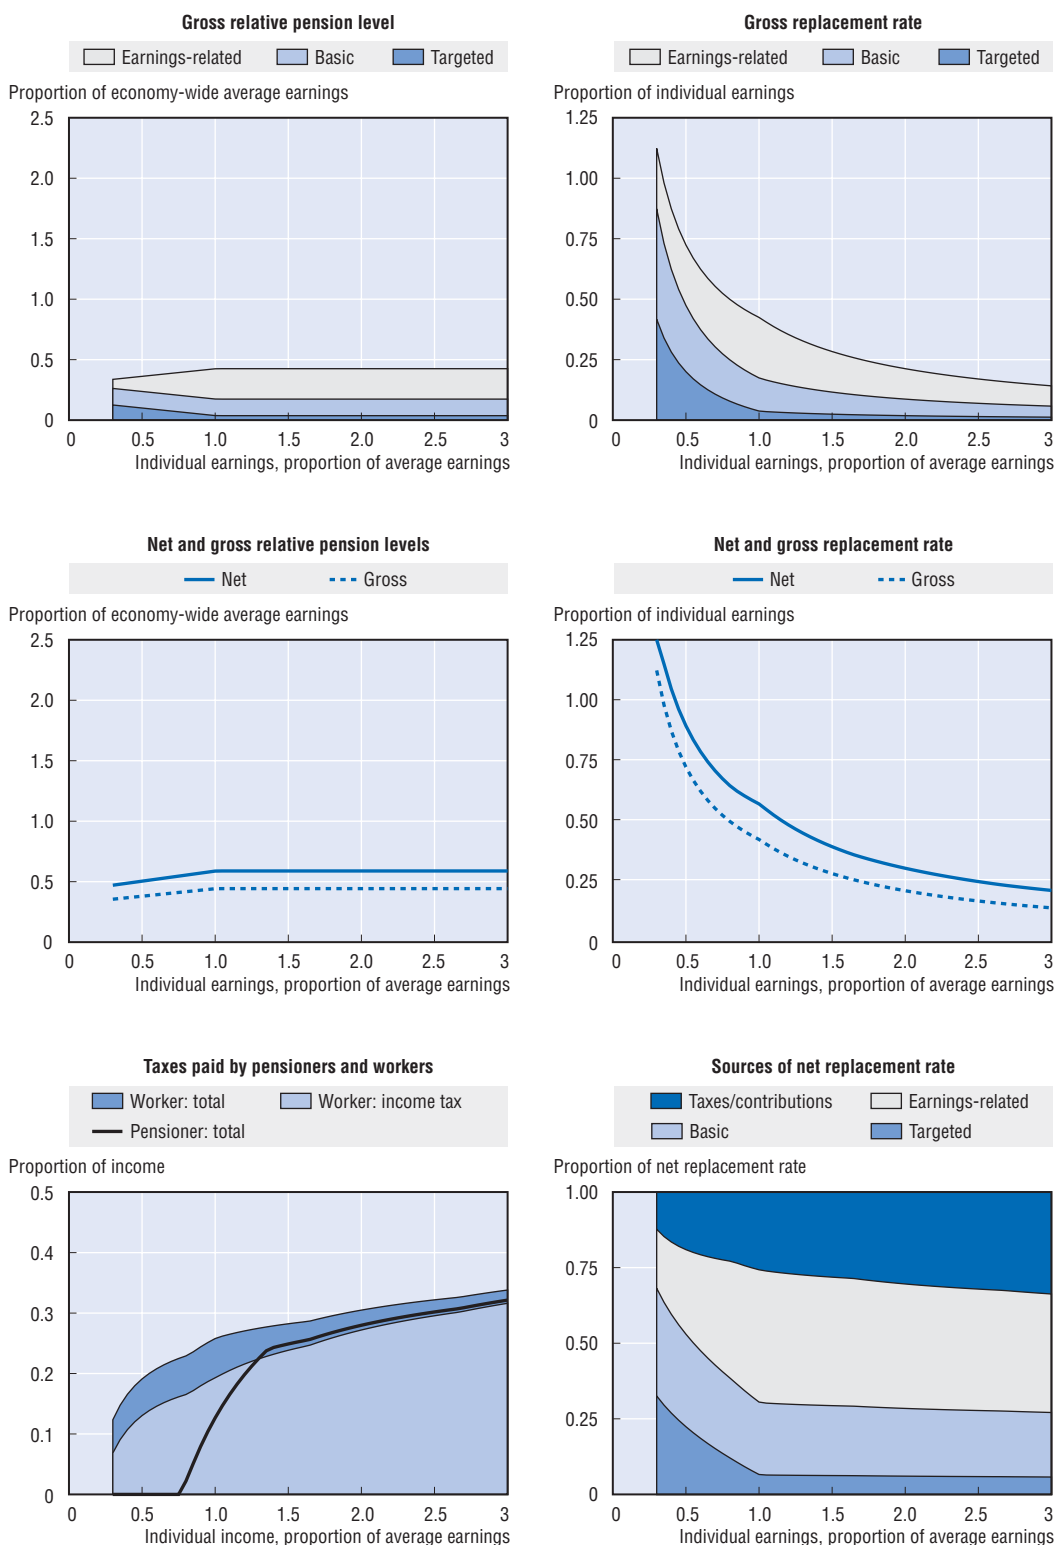 Gross relative pension level
Earnings-related Basic Targeted
Proportion of economy-wide average earnings
2.5
2.0
1.5
1.0
0.5
0
0 0.5 1.0 1.5 2.0 2.5 3
Individual earnings, proportion of average earnings
Gross replacement rate
Earnings-related Basic Targeted
Proportion of individual earnings
1.25
1.00
0.75
0.50
0.25
0
0 0.5 1.0 1.5 2.0 2.5 3
Individual earnings, proportion of average earnings
Net and gross relative pension levels
Net Gross
Proportion of economy-wide average earnings
2.5
2.0
1.5
1.0
0.5
0
0 0.5 1.0 1.5 2.0 2.5 3
Individual earnings, proportion of average earnings
Net and gross replacement rate
Net Gross
Proportion of individual earnings
1.25
1.00
0.75
0.50
0.25
0
0 0.5 1.0 1.5 2.0 2.5 3
Individual earnings, proportion of average earnings
Taxes paid by pensioners and workers
Worker: total Worker: income tax
Pensioner: total
Proportion of income
0.5
0.4
0.3
0.2
0.1
0
0 0.5 1.0 1.5 2.0 2.5 3
Individual income, proportion of average earnings
Sources of net replacement rate
Taxes/contributions Earnings-related
Basic Targeted
Proportion of net replacement rate
1.00
0.75
0.50
0.25
0
0 0.5 1.0 1.5 2.0 2.5 3
Individual earnings, proportion of average earnings